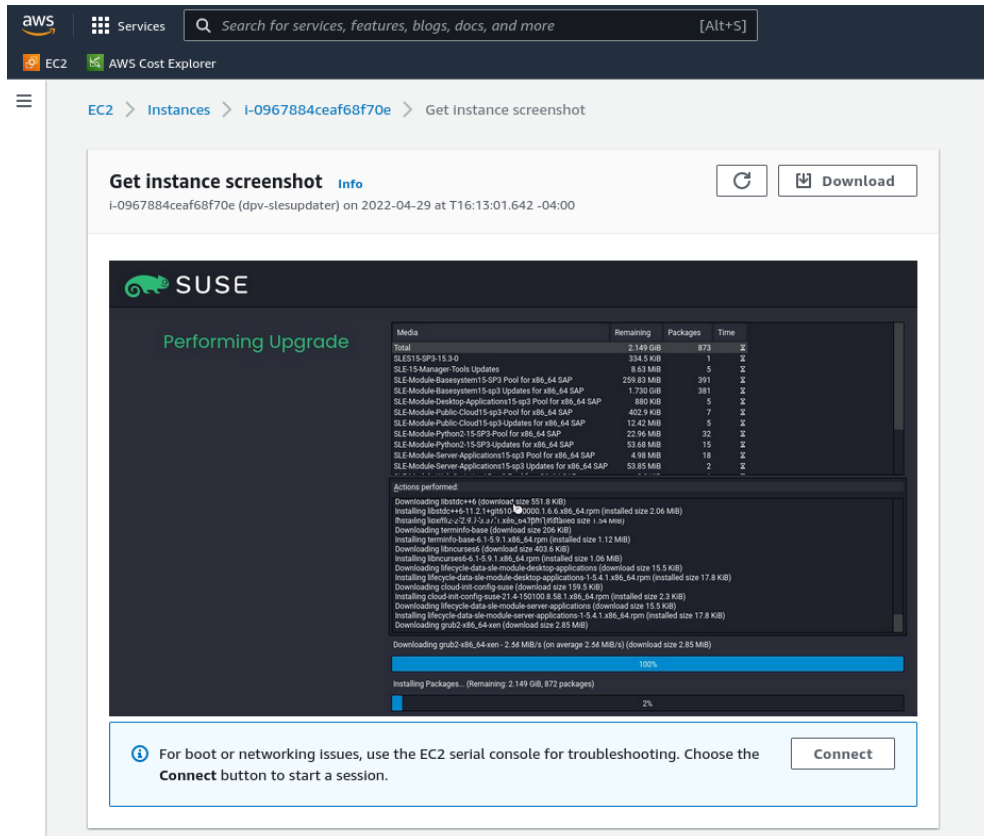 aws Services Search for services, features, blogs, docs, and more [Alt+S]
EC2 AWS Cost Explorer
EC2 > Instances > i-0967884ceaf68f70e > Get instance screenshot
Get instance screenshot Info
Download
i-0967884ceaf68f70e (dpv-slesupdater) on 2022-04-29 at T16:13:01.642 -04:00
SUSE
Performing Upgrade
Media Remaining Packages Time
Total 2.149 GiB 873
SLES15-SP3-15.3-0 334.5 KiB 1
SLE-15-Manager-Tools Updates 8.63 MiB 5
SLE-Module-Basesystem15-SP3 Pool for x86_64 SAP 259.83 MiB 391
SLE-Module-Basesystem15-sp3 Updates for x86_64 SAP 1.730 GiB 381
SLE-Module-Desktop-Applications15-sp3 Pool for x86_64 SAP 880 KiB 5
SLE-Module-Public-Cloud15-sp3-Pool for x86_64 SAP 402.9 KiB 7
SLE-Module-Public-Cloud15-sp3-Updates for x86_64 SAP 12.42 MiB 5
SLE-Module-Python2-15-SP3-Pool for x86_64 SAP 22.96 MiB 32
SLE-Module-Python2-15-SP3-Updates for x86_64 SAP 53.68 MiB 15
SLE-Module-Server-Applications15-sp3 Pool for x86_64 SAP 4.98 MiB 18
SLE-Module-Server-Applications15-sp3 Updates for x86_64 SAP 53.85 MiB 2
Actions performed:
Downloading libstdc++6 (download size 551.8 KiB)
Installing (installed size 2.06 MiB)
Installing (installed size 1.54 MiB)
Downloading terminfo-base (download size 206 KiB)
Installing terminfo-base-6.1-5.9.1.x86_64.rpm (installed size 1.12 MiB)
Downloading libncurses6 (download size 403.6 KiB)
Installing libncurses6-6.1-5.9.1.x86_64.rpm (installed size 1.06 MiB)
Downloading lifecycle-data-sle-module-desktop-applications (download size 15.5 KiB)
Installing lifecycle-data-sle-module-desktop-applications-1-5.4.1.x86_64.rpm (installed size 17.8 KiB)
Downloading cloud-init-config-suse (download size 159.5 KiB)
Installing cloud-init-config-suse-21.4-150100.8.58.1.x86_64.rpm (installed size 2.3 KiB)
Downloading lifecycle-data-sle-module-server-applications (download size 15.5 KiB)
Installing lifecycle-data-sle-module-server-applications-1-5.4.1.x86_64.rpm (installed size 17.8 KiB)
Downloading grub2-x86_64-xen (download size 2.85 MiB)
Downloading grub2-x86_64-xen - MiB/s (on average MiB/s) (download size 2.85 MiB)
100%
Installing Packages... (Remaining: 2.149 GiB, 872 packages)
2%
For boot or networking issues, use the EC2 serial console for troubleshooting. Choose the
Connect button to start a session.
Connect